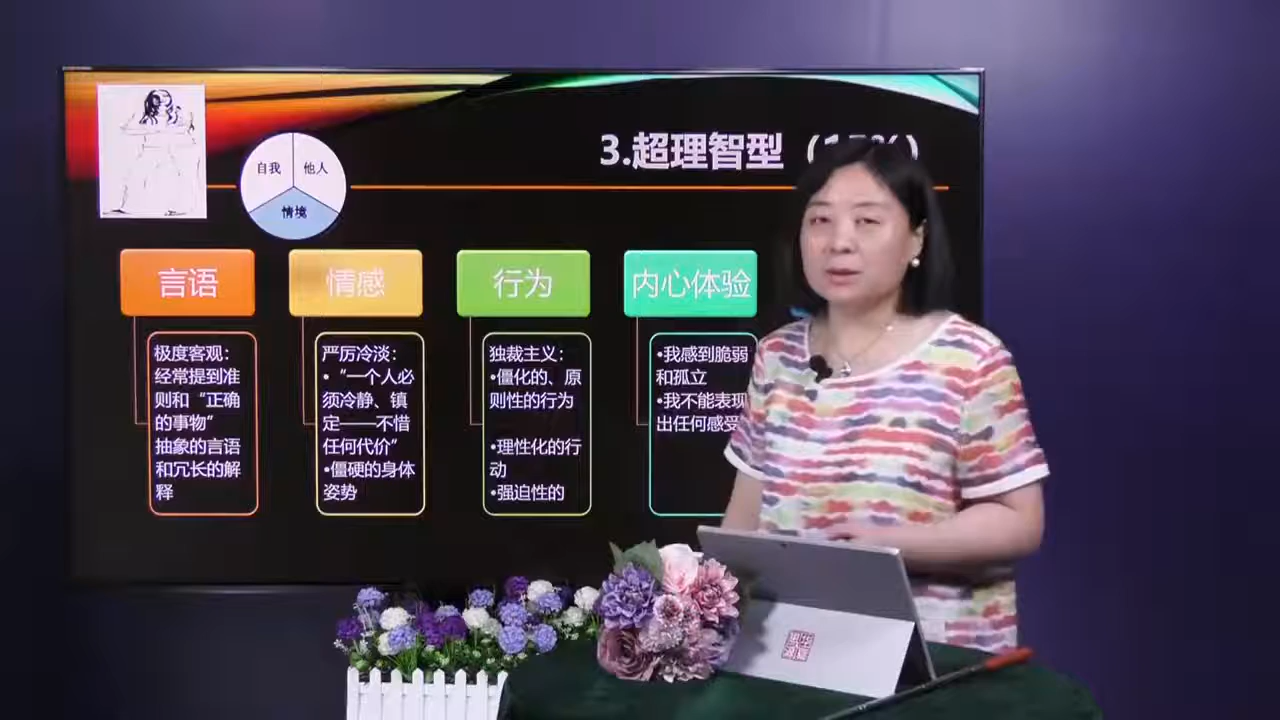 3.超理智型（15%）
自我
他人
情境
言语
情感
行为
内心体验
极度客观：
经常提到准
则和“正确
的事物”
抽象的言语
和冗长的解
释
严厉冷淡：
•“一个人必
须冷静、镇
定——不惜
任何代价”
•僵硬的身体
姿势
独裁主义：
•僵化的、原
则性的行为
•理性化的行
动
•强迫性的
•我感到脆弱
和孤立
•我不能表现
出任何感受